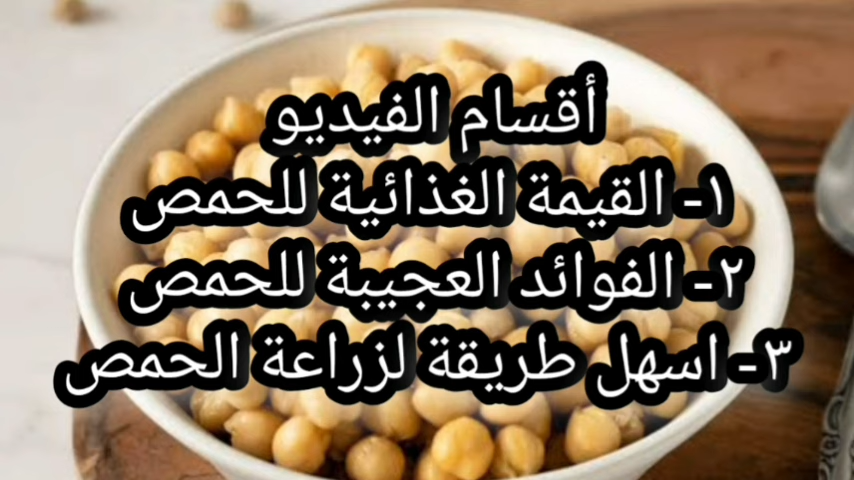 أقسام الفيديو
١- القيمة الغذائية للحمص
٢- الفوائد العجيبة للحمص
٣- اسهل طريقة لزراعة الحمص